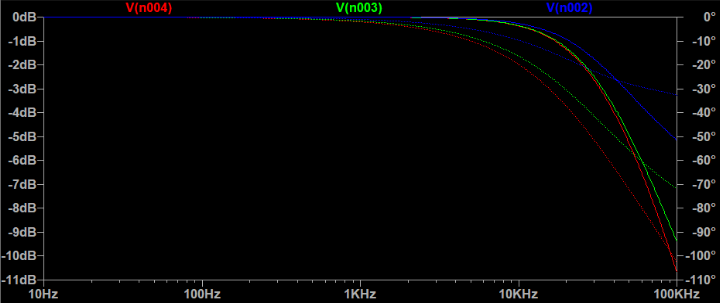 V(n004) V(n003) V(n002)
0dB 0°
-1dB -10°
-2dB -20°
-3dB -30°
-4dB -40°
-5dB -50°
-6dB -60°
-7dB -70°
-8dB -80°
-9dB -90°
-10dB -100°
-11dB -110°
10Hz 100Hz 1KHz 10KHz 100KHz